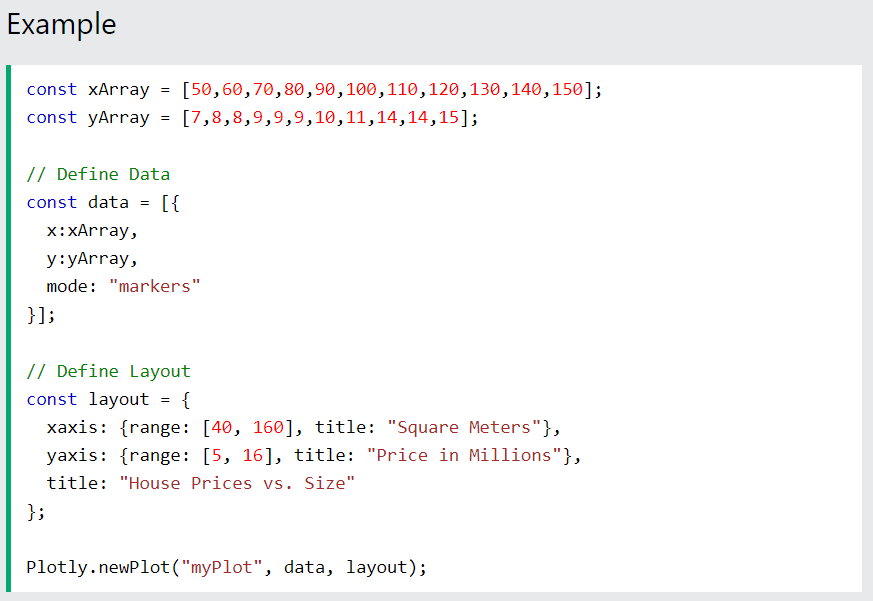 Example
const xArray = [50,60,70,80,90,100,110,120,130,140,150];
const yArray = [7,8,8,9,9,9,10,11,14,14,15];
// Define Data
const data = [{
  x:xArray,
  y:yArray,
  mode: "markers"
}];
// Define Layout
const layout = {
  xaxis: {range: [40, 160], title: "Square Meters"},
  yaxis: {range: [5, 16], title: "Price in Millions"},
  title: "House Prices vs. Size"
};
Plotly.newPlot("myPlot", data, layout);